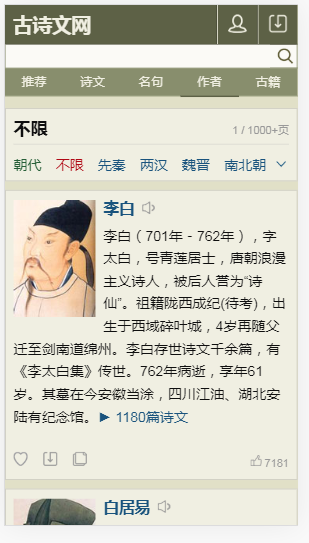 古诗文网
推荐 诗文 名句 作者 古籍
不限 1 / 1000+页
朝代 不限 先秦 两汉 魏晋 南北朝
李白
李白（701年－762年），字
太白，号青莲居士，唐朝浪漫
主义诗人，被后人誉为“诗
仙”。祖籍陇西成纪(待考)，出
生于西域碎叶城，4岁再随父
迁至剑南道绵州。李白存世诗文千余篇，有
《李太白集》传世。762年病逝，享年61
岁。其墓在今安徽当涂，四川江油、湖北安
陆有纪念馆。► 1180篇诗文
7181
白居易